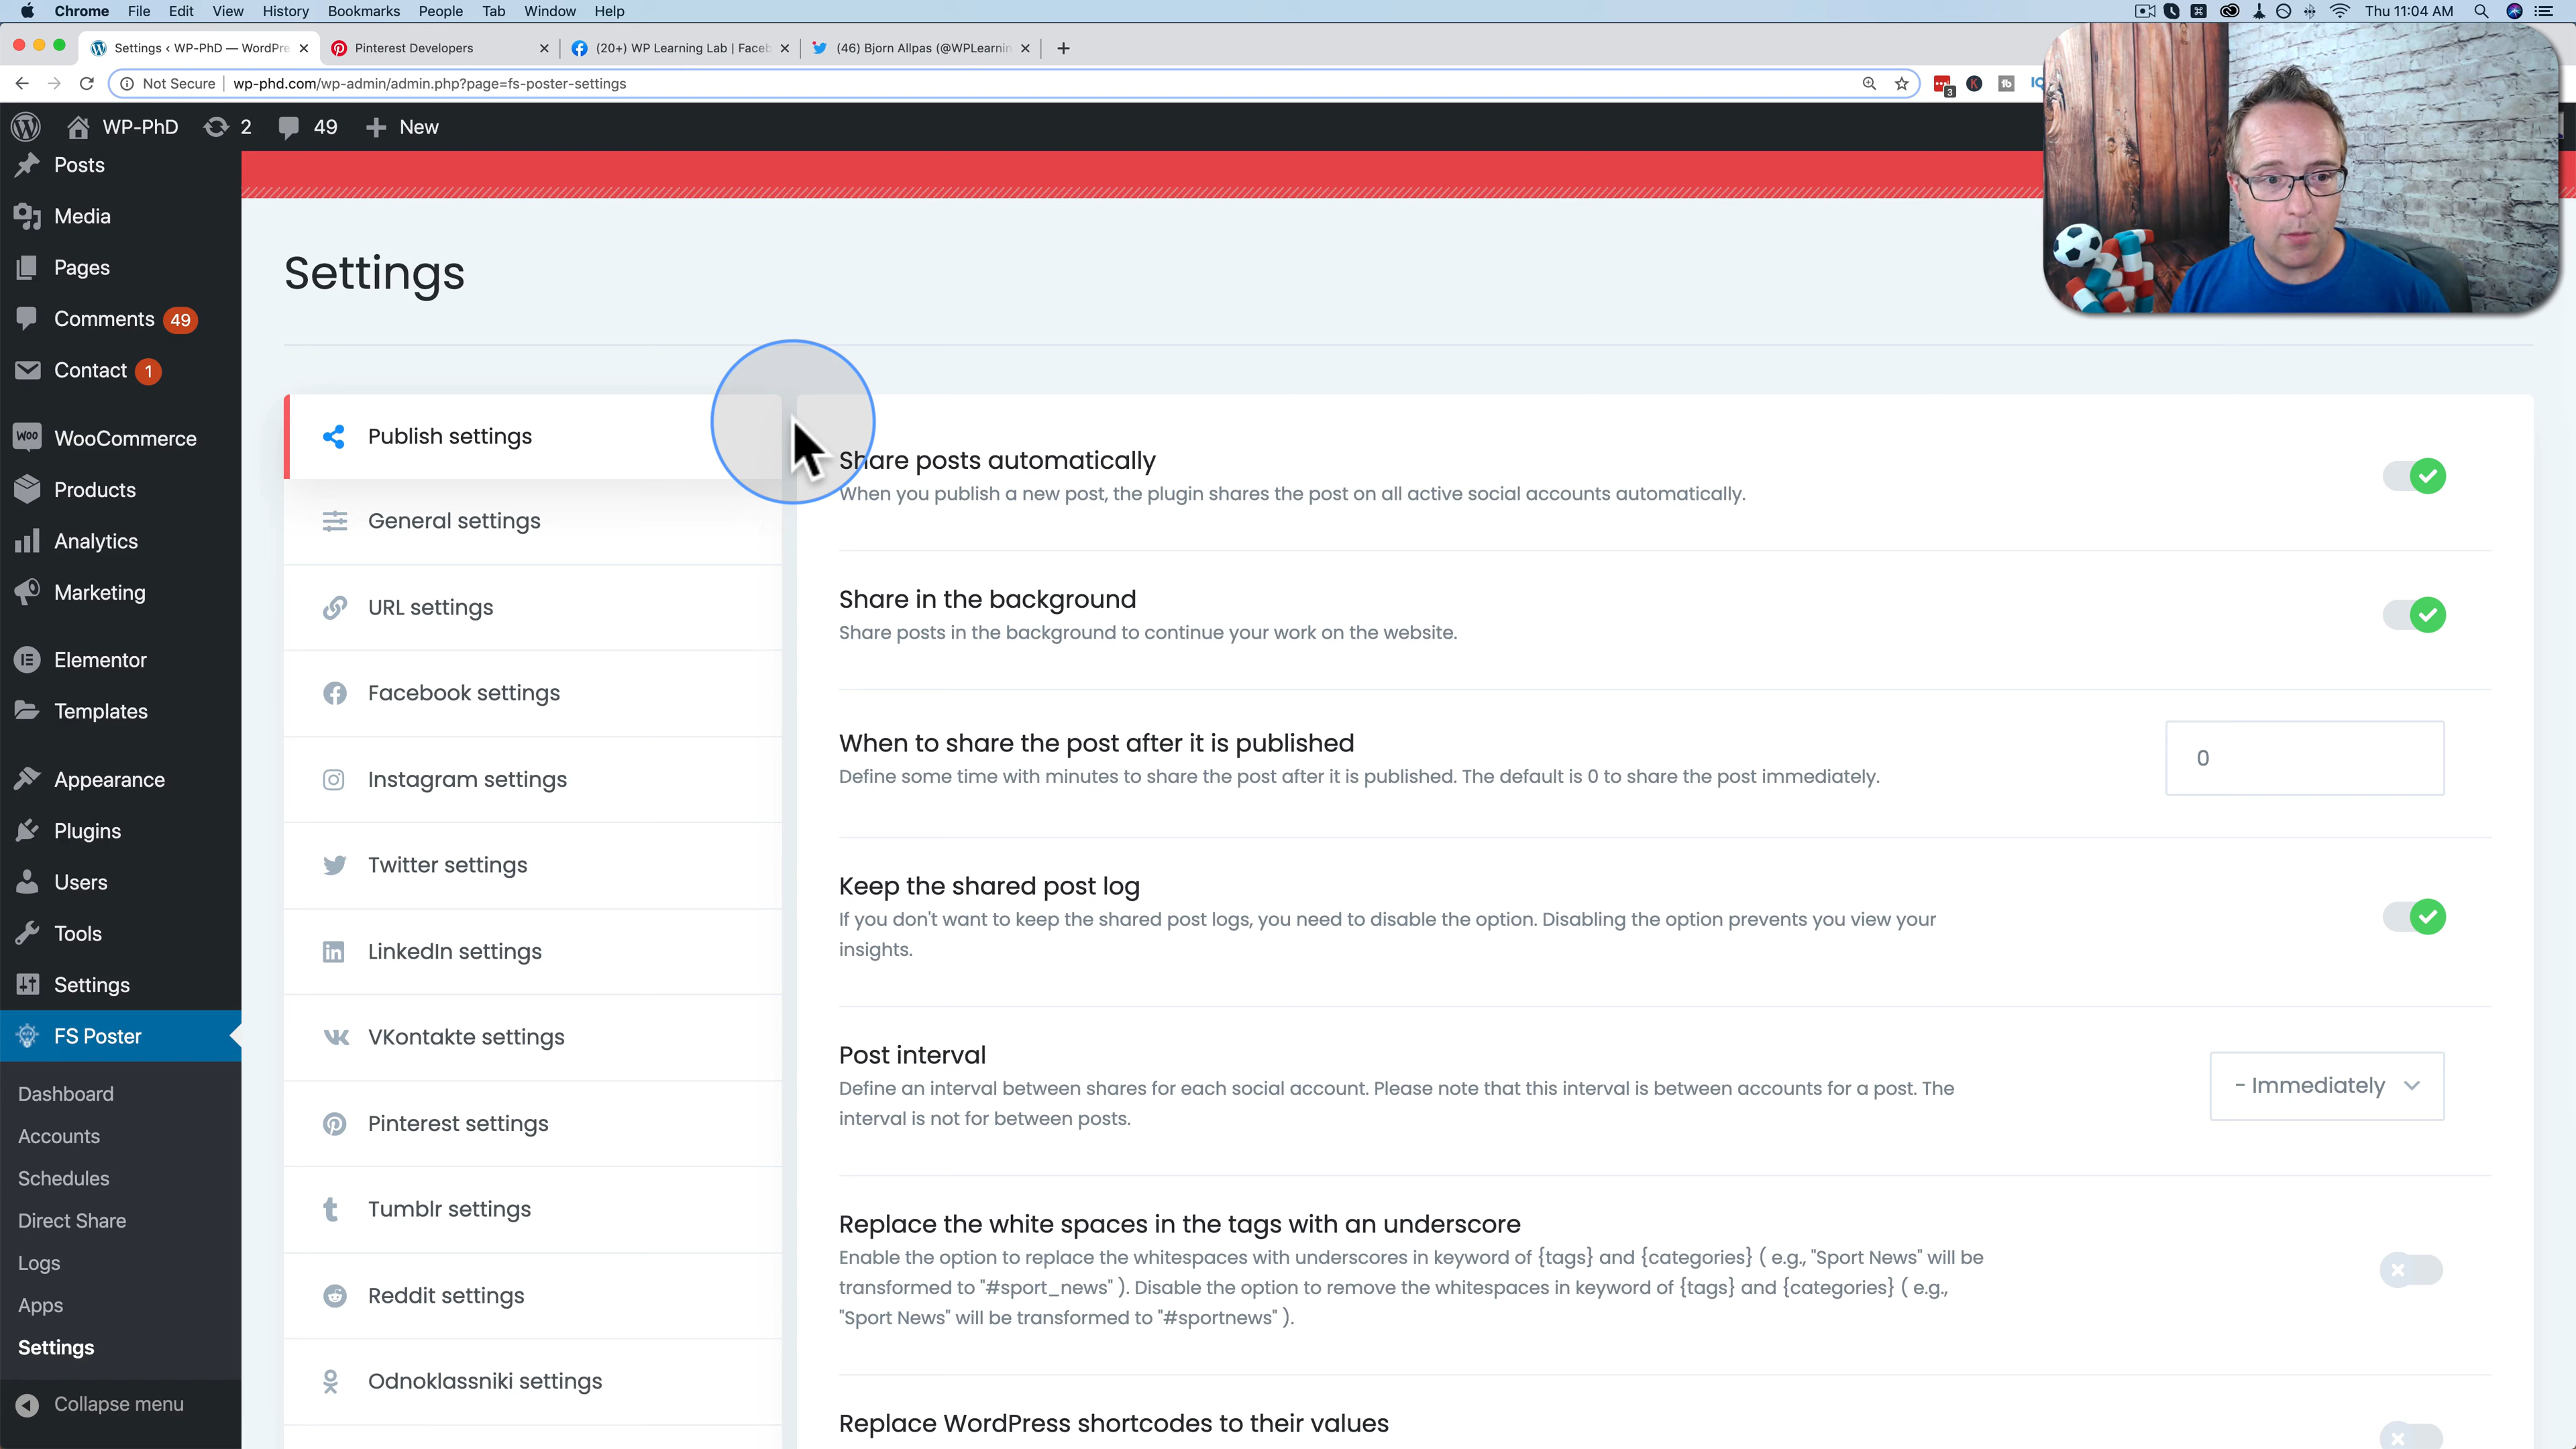 Chrome File Edit View History Bookmarks People Tab Window Help Thu 11:04 AM
Settings ‹ WP-PhD — WordPre Pinterest Developers (20+) WP Learning Lab | Faceb (46) Bjorn Allpas (@WPLearnin
Not Secure wp-phd.com/wp-admin/admin.php?page=fs-poster-settings
3
WP-PhD 2 49 New
Posts
Media
Pages
Comments 49
Contact 1
WooCommerce
Products
Analytics
Marketing
Elementor
Templates
Appearance
Plugins
Users
Tools
Settings
FS Poster
Dashboard
Accounts
Schedules
Direct Share
Logs
Apps
Settings
Collapse menu
Settings
Publish settings
General settings
URL settings
Facebook settings
Instagram settings
Twitter settings
LinkedIn settings
VKontakte settings
Pinterest settings
Tumblr settings
Reddit settings
Odnoklassniki settings
Share posts automatically
When you publish a new post, the plugin shares the post on all active social accounts automatically.
Share in the background
Share posts in the background to continue your work on the website.
When to share the post after it is published
Define some time with minutes to share the post after it is published. The default is 0 to share the post immediately.
0
Keep the shared post log
If you don't want to keep the shared post logs, you need to disable the option. Disabling the option prevents you view your
insights.
Post interval
Define an interval between shares for each social account. Please note that this interval is between accounts for a post. The
interval is not for between posts.
- Immediately
Replace the white spaces in the tags with an underscore
Enable the option to replace the whitespaces with underscores in keyword of {tags} and {categories} ( e.g., "Sport News" will be
transformed to "#sport_news" ). Disable the option to remove the whitespaces in keyword of {tags} and {categories} ( e.g.,
"Sport News" will be transformed to "#sportnews" ).
Replace WordPress shortcodes to their values